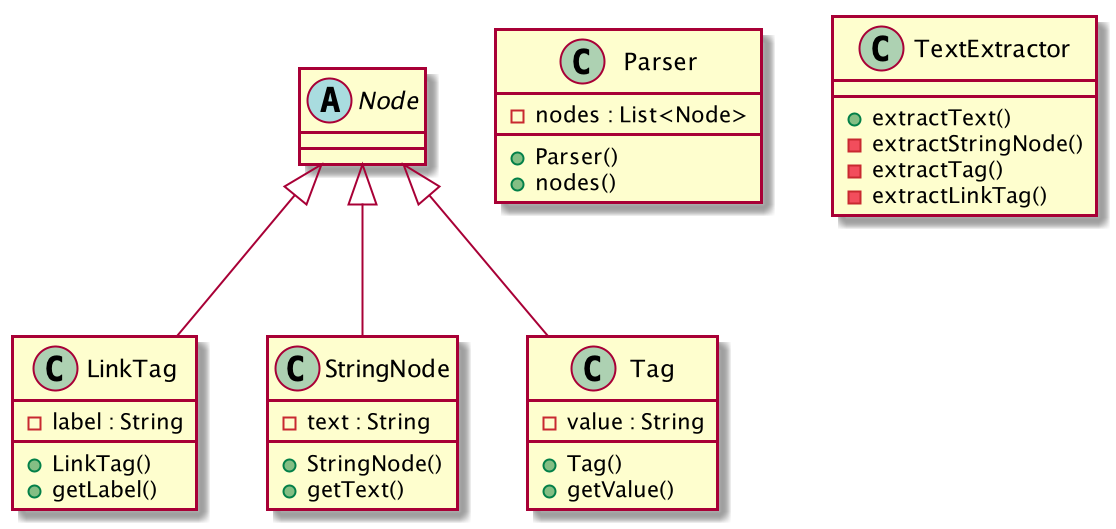 A Node
C Parser
nodes : List<Node>
Parser()
nodes()
C TextExtractor
extractText()
extractStringNode()
extractTag()
extractLinkTag()
C LinkTag
label : String
LinkTag()
getLabel()
C StringNode
text : String
StringNode()
getText()
C Tag
value : String
Tag()
getValue()